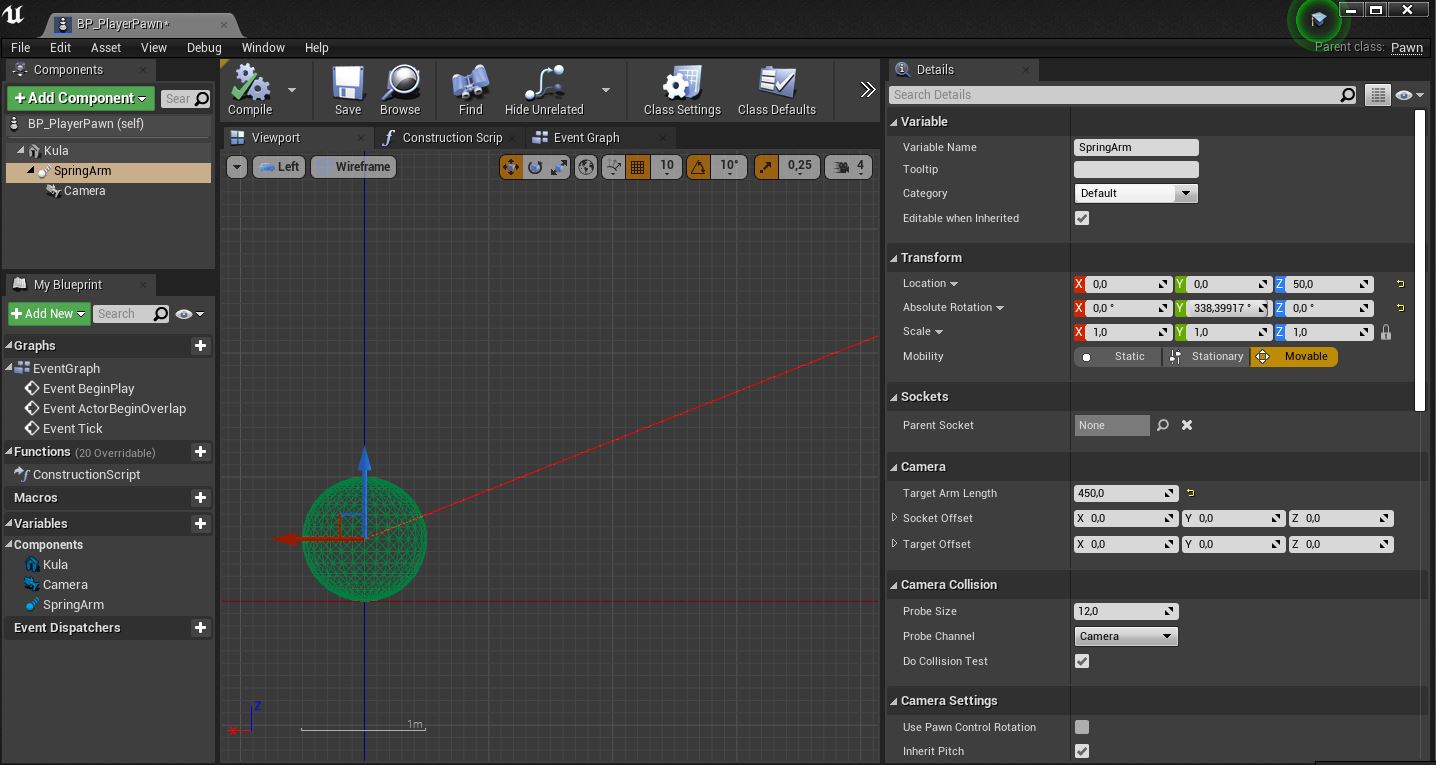 BP_PlayerPawn*
File Edit Asset View Debug Window Help
Parent class: Pawn
Components
+ Add Component
Sear
BP_PlayerPawn (self)
Kula
SpringArm
Camera
My Blueprint
+ Add New
Search
Graphs
EventGraph
Event BeginPlay
Event ActorBeginOverlap
Event Tick
Functions (20 Overridable)
ConstructionScript
Macros
Variables
Components
Kula
Camera
SpringArm
Event Dispatchers
Compile Save Browse Find Hide Unrelated Class Settings Class Defaults
Viewport Construction Scrip Event Graph
Left Wireframe 10 10° 0,25 4
Z
X
1m
Details
Search Details
Variable
Variable Name SpringArm
Tooltip
Category Default
Editable when Inherited
Transform
Location X 0,0 Y 0,0 Z 50,0
Absolute Rotation X 0,0 ° Y 338,39917 ° Z 0,0 °
Scale X 1,0 Y 1,0 Z 1,0
Mobility Static Stationary Movable
Sockets
Parent Socket None
Camera
Target Arm Length 450,0
Socket Offset X 0,0 Y 0,0 Z 0,0
Target Offset X 0,0 Y 0,0 Z 0,0
Camera Collision
Probe Size 12,0
Probe Channel Camera
Do Collision Test
Camera Settings
Use Pawn Control Rotation
Inherit Pitch